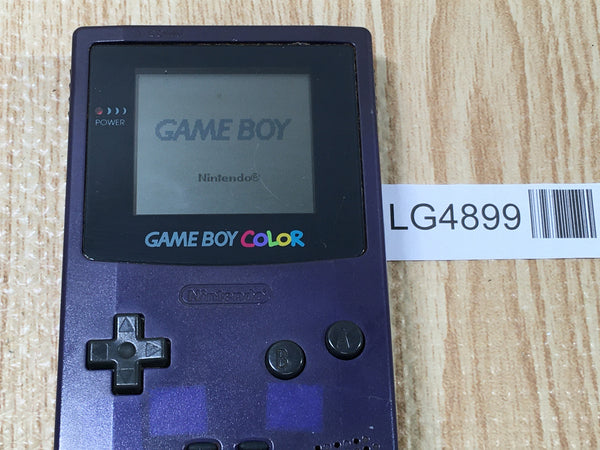 GAME BOY
POWER
Nintendo®
GAME BOY COLOR
LG4899
Nintendo
B
A